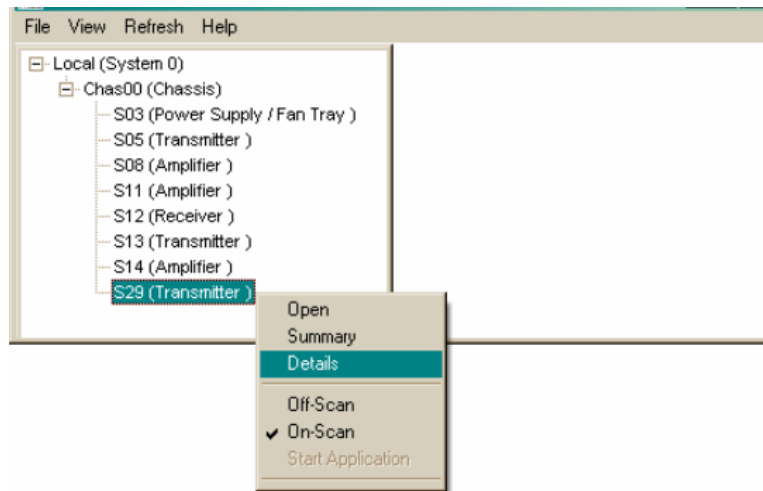 File View Refresh Help
Local (System 0)
Chas00 (Chassis)
S03 (Power Supply / Fan Tray )
S05 (Transmitter )
S08 (Amplifier )
S11 (Amplifier )
S12 (Receiver )
S13 (Transmitter )
S14 (Amplifier )
S29 (Transmitter )
Open
Summary
Details
Off-Scan
On-Scan
Start Application